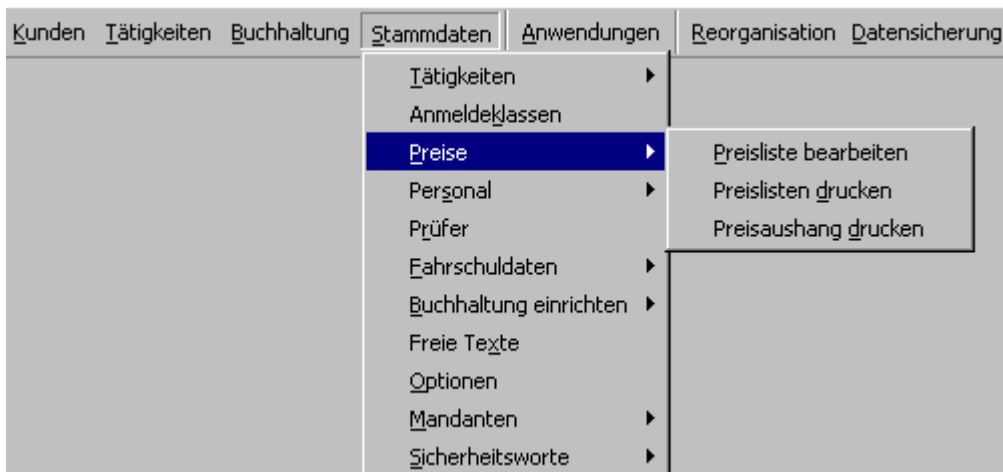 Kunden Tätigkeiten Buchhaltung Stammdaten Anwendungen Reorganisation Datensicherung
Tätigkeiten
Anmeldeklassen
Preise
Preisliste bearbeiten
Personal
Preislisten drucken
Prüfer
Preisaushang drucken
Fahrschuldaten
Buchhaltung einrichten
Freie Texte
Optionen
Mandanten
Sicherheitsworte